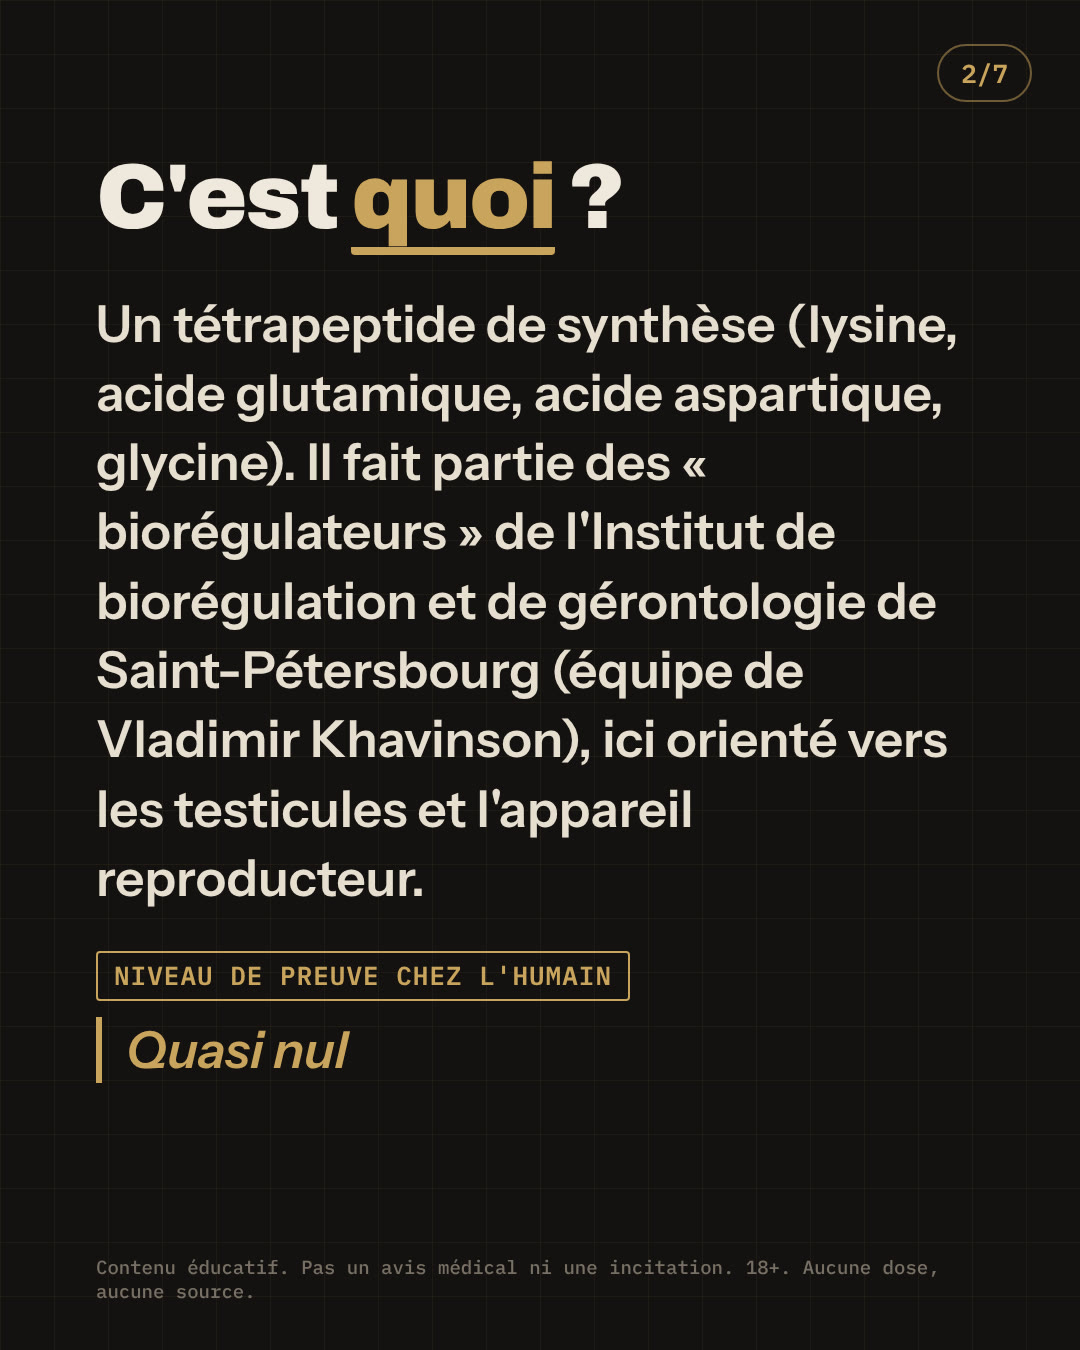 2/7
C'est quoi ?
Un tétrapeptide de synthèse (lysine,
acide glutamique, acide aspartique,
glycine). Il fait partie des «
biorégulateurs » de l'Institut de
biorégulation et de gérontologie de
Saint-Pétersbourg (équipe de
Vladimir Khavinson), ici orienté vers
les testicules et l'appareil
reproducteur.
NIVEAU DE PREUVE CHEZ L'HUMAIN
Quasi nul
Contenu éducatif. Pas un avis médical ni une incitation. 18+. Aucune dose,
aucune source.